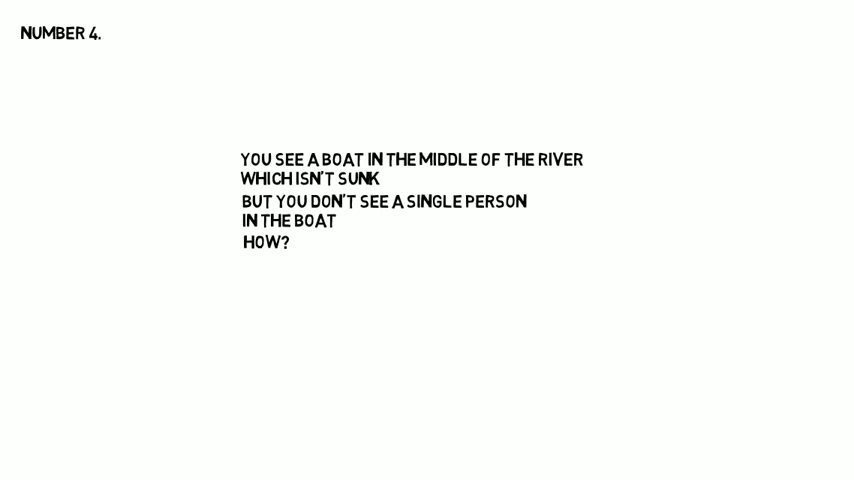 NUMBER 4.
YOU SEE A BOAT IN THE MIDDLE OF THE RIVER
WHICH ISN'T SUNK
BUT YOU DON'T SEE A SINGLE PERSON
IN THE BOAT
HOW?